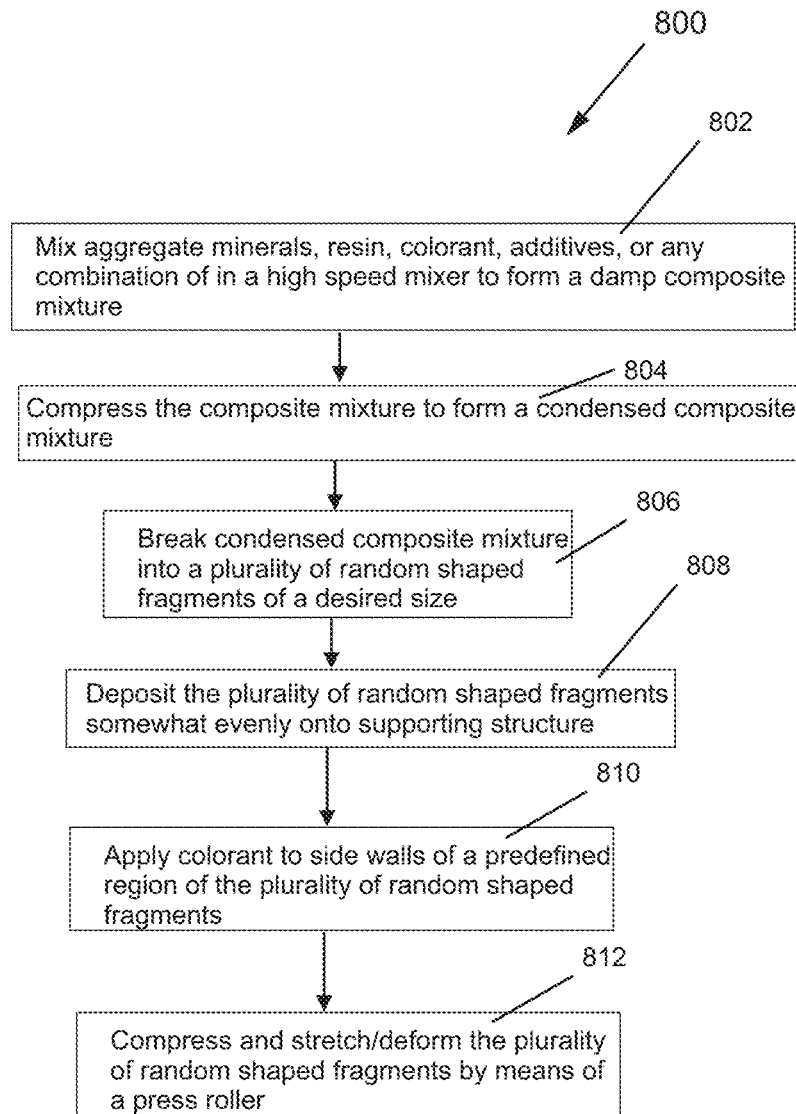 800
802
Mix aggregate minerals, resin, colorant, additives, or any
combination of in a high speed mixer to form a damp composite
mixture
804
Compress the composite mixture to form a condensed composite
mixture
806
Break condensed composite mixture
into a plurality of random shaped
fragments of a desired size
808
Deposit the plurality of random shaped fragments
somewhat evenly onto supporting structure
810
Apply colorant to side walls of a predefined
region of the plurality of random shaped
fragments
812
Compress and stretch/deform the plurality
of random shaped fragments by means of
a press roller